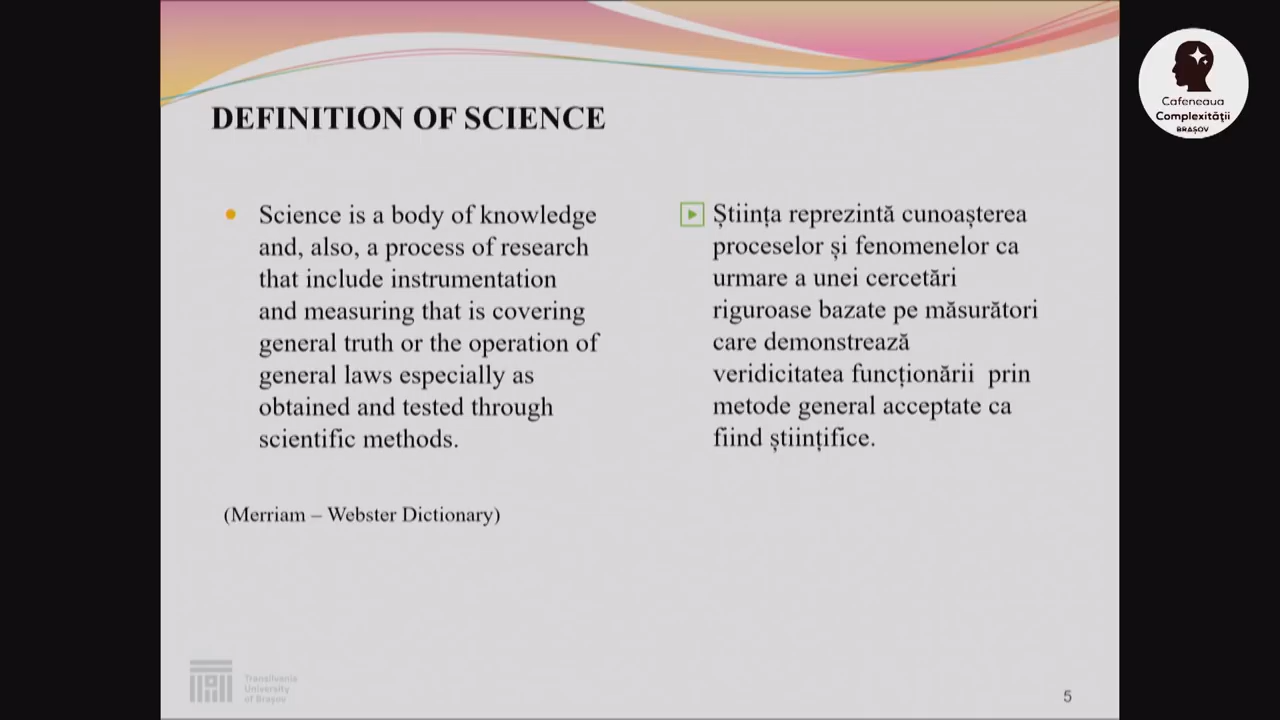 DEFINITION OF SCIENCE
Science is a body of knowledge
and, also, a process of research
that include instrumentation
and measuring that is covering
general truth or the operation of
general laws especially as
obtained and tested through
scientific methods.
(Merriam – Webster Dictionary)
Știința reprezintă cunoașterea
proceselor și fenomenelor ca
urmare a unei cercetări
riguroase bazate pe măsurători
care demonstrează
veridicitatea funcționării prin
metode general acceptate ca
fiind științifice.
Transilvania
University
of Brașov
5
Cafeneaua
Complexității
BRAȘOV